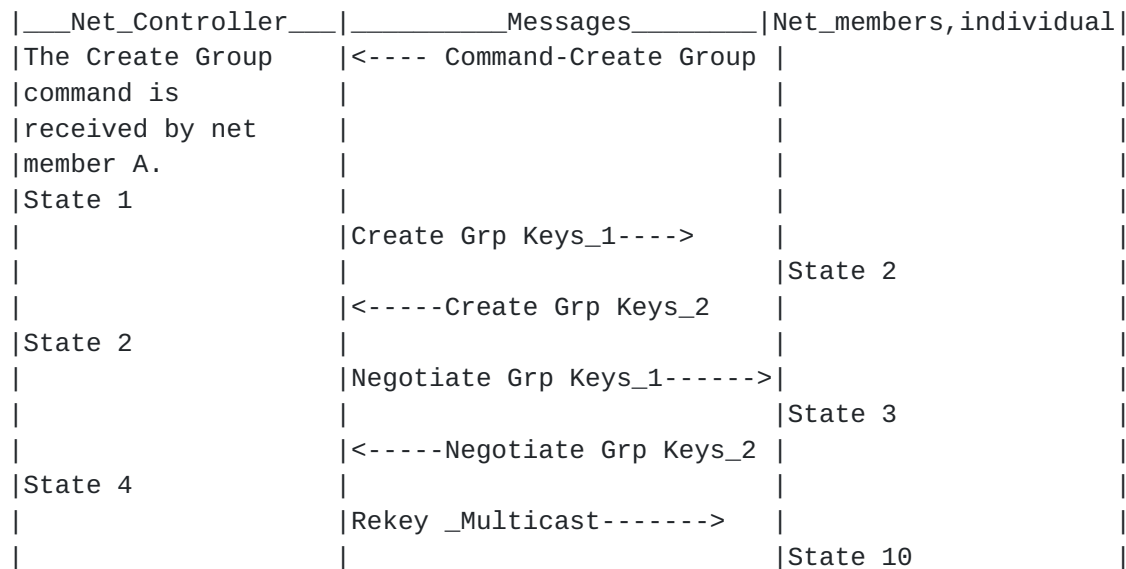 |___Net_Controller___|__________Messages________|Net_members,individual|
|The Create Group    |<---- Command-Create Group |                      |
|command is          |                           |                      |
|received by net     |                           |                      |
|member A.           |                           |                      |
|State 1             |                           |                      |
|                    |Create Grp Keys_1---->     |                      |
|                    |                           |State 2               |
|                    |<-----Create Grp Keys_2    |                      |
|State 2             |                           |                      |
|                    |Negotiate Grp Keys_1------>|                      |
|                    |                           |State 3               |
|                    |<-----Negotiate Grp Keys_2 |                      |
|State 4             |                           |                      |
|                    |Rekey _Multicast------->   |                      |
|                    |                           |State 10              |